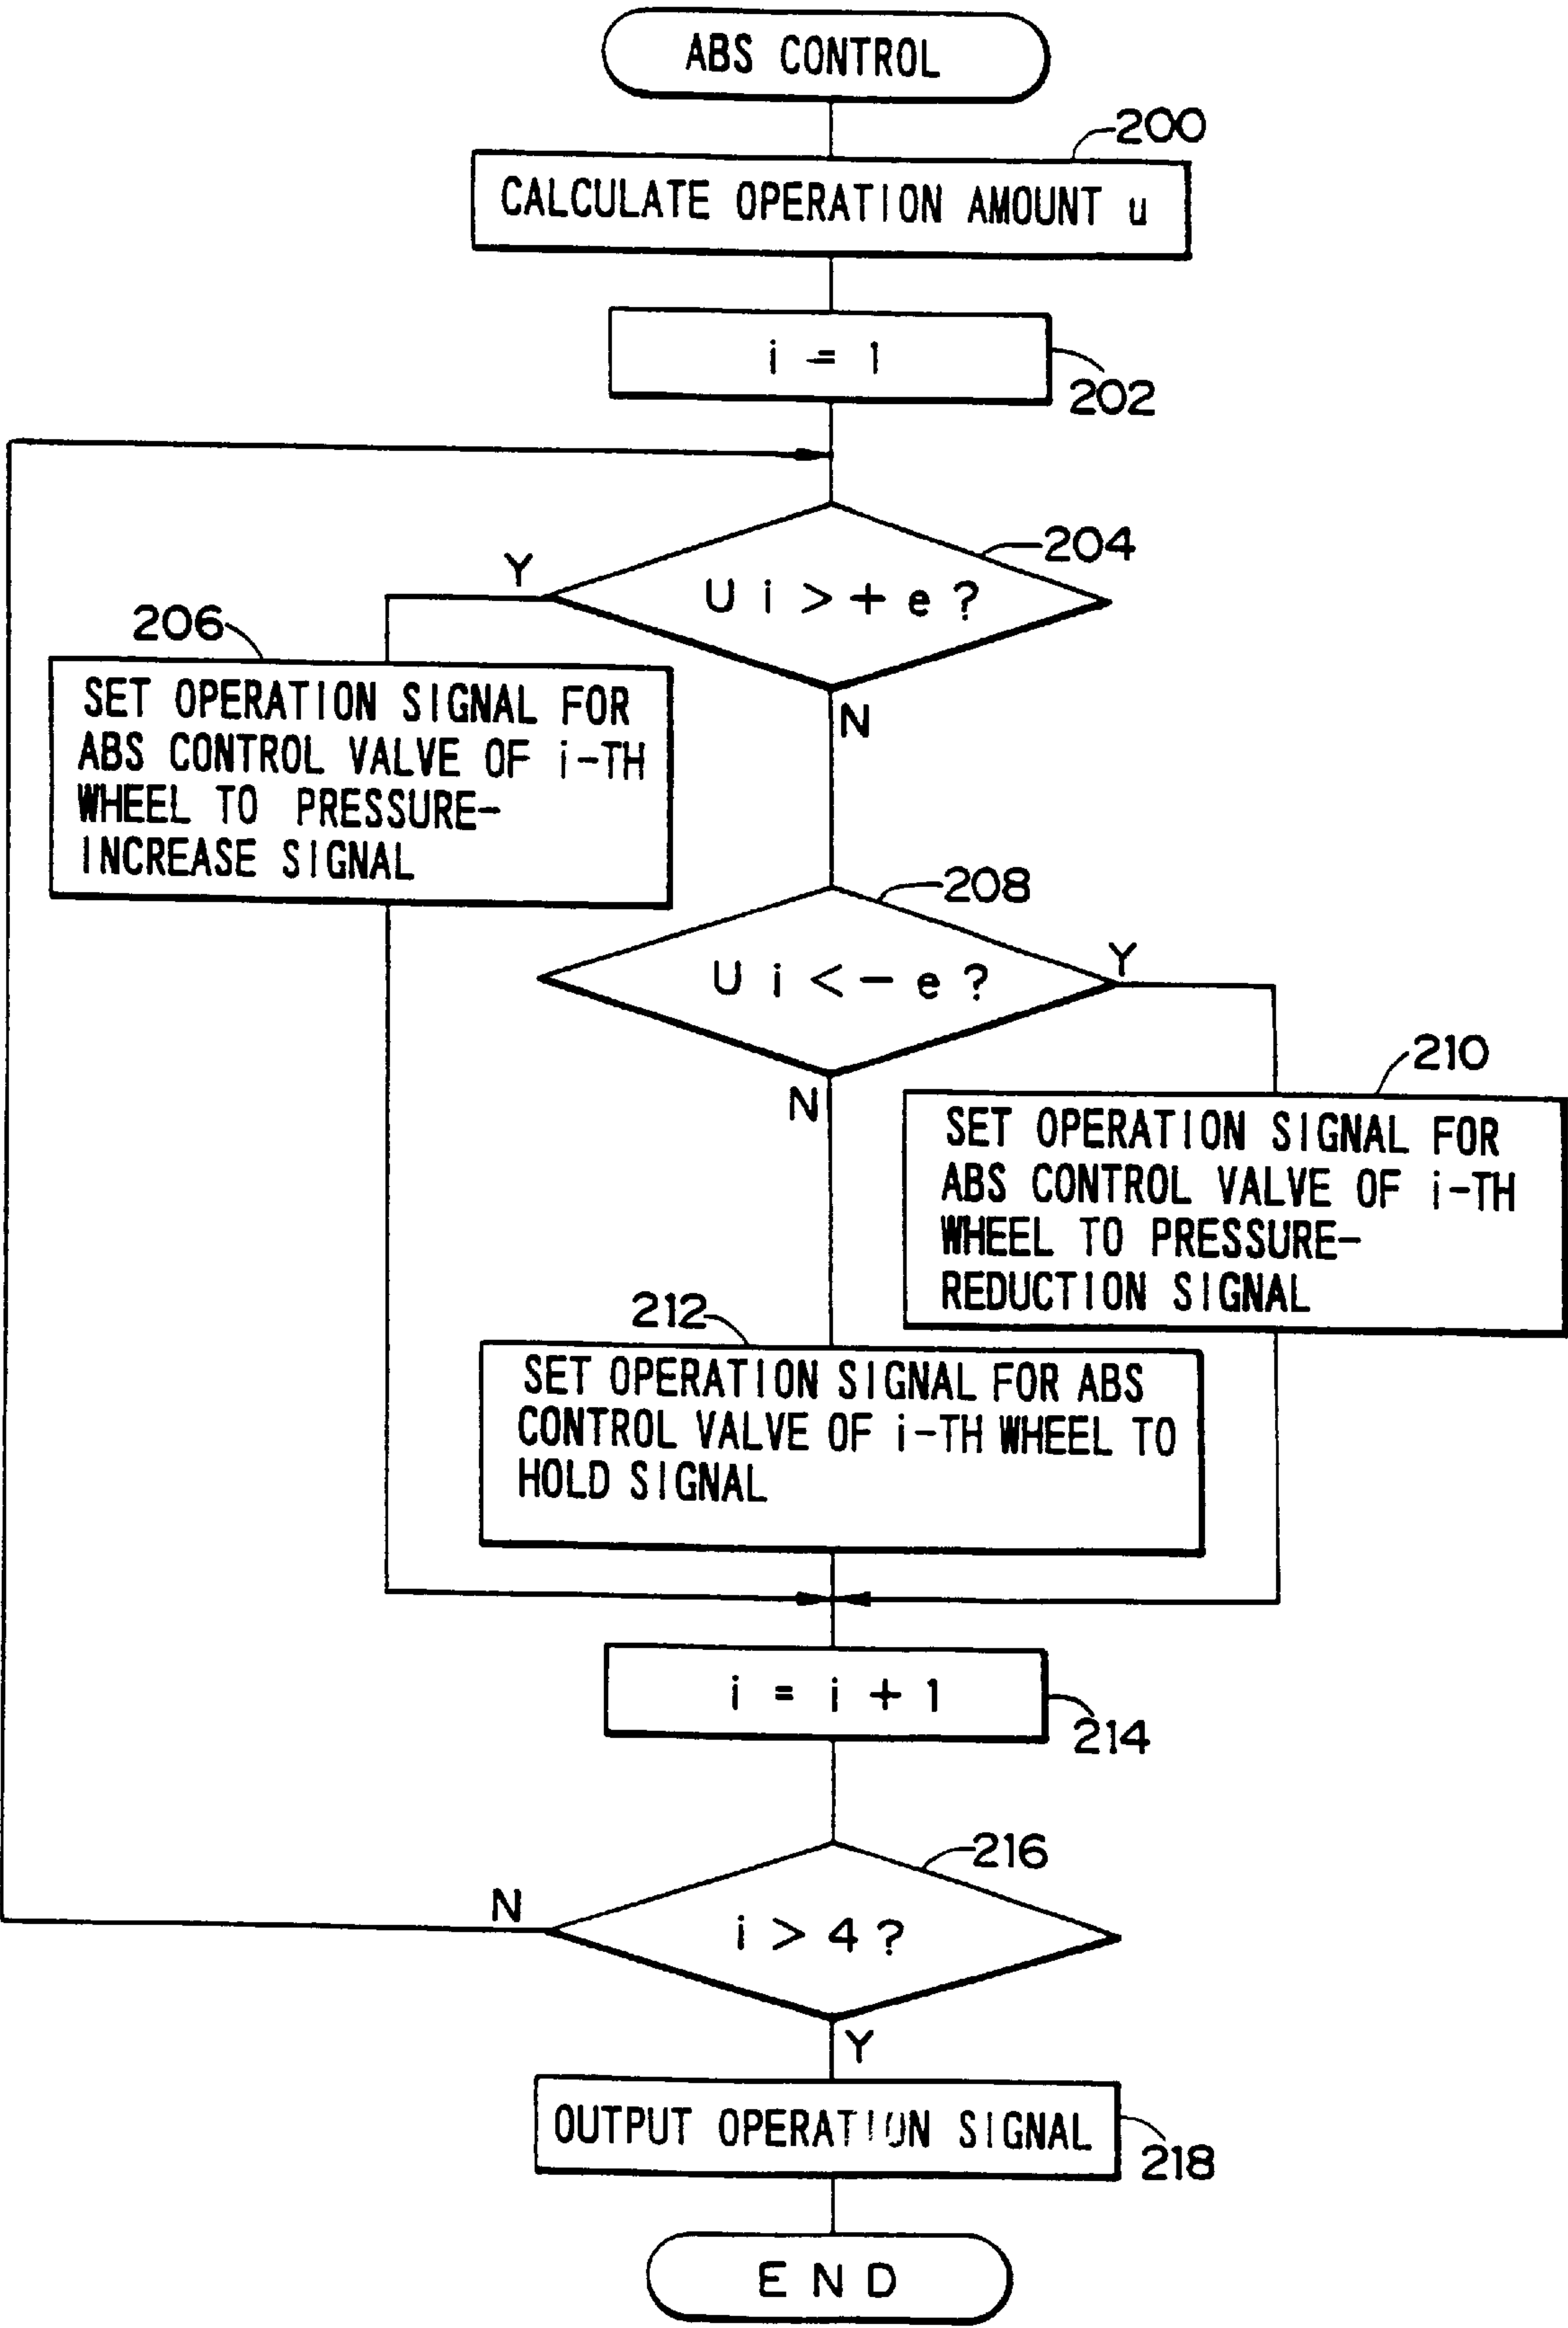 ABS CONTROL
200
CALCULATE OPERATION AMOUNT u
i = 1
202
204
Y
U i > + e ?
206
SET OPERATION SIGNAL FOR
ABS CONTROL VALVE OF i-TH
WHEEL TO PRESSURE-
INCREASE SIGNAL
N
208
U i < - e ?
Y
210
N
SET OPERATION SIGNAL FOR
ABS CONTROL VALVE OF i-TH
WHEEL TO PRESSURE-
REDUCTION SIGNAL
212
SET OPERATION SIGNAL FOR ABS
CONTROL VALVE OF i-TH WHEEL TO
HOLD SIGNAL
i = i + 1
214
216
N
i > 4 ?
Y
OUTPUT OPERATION SIGNAL
218
END